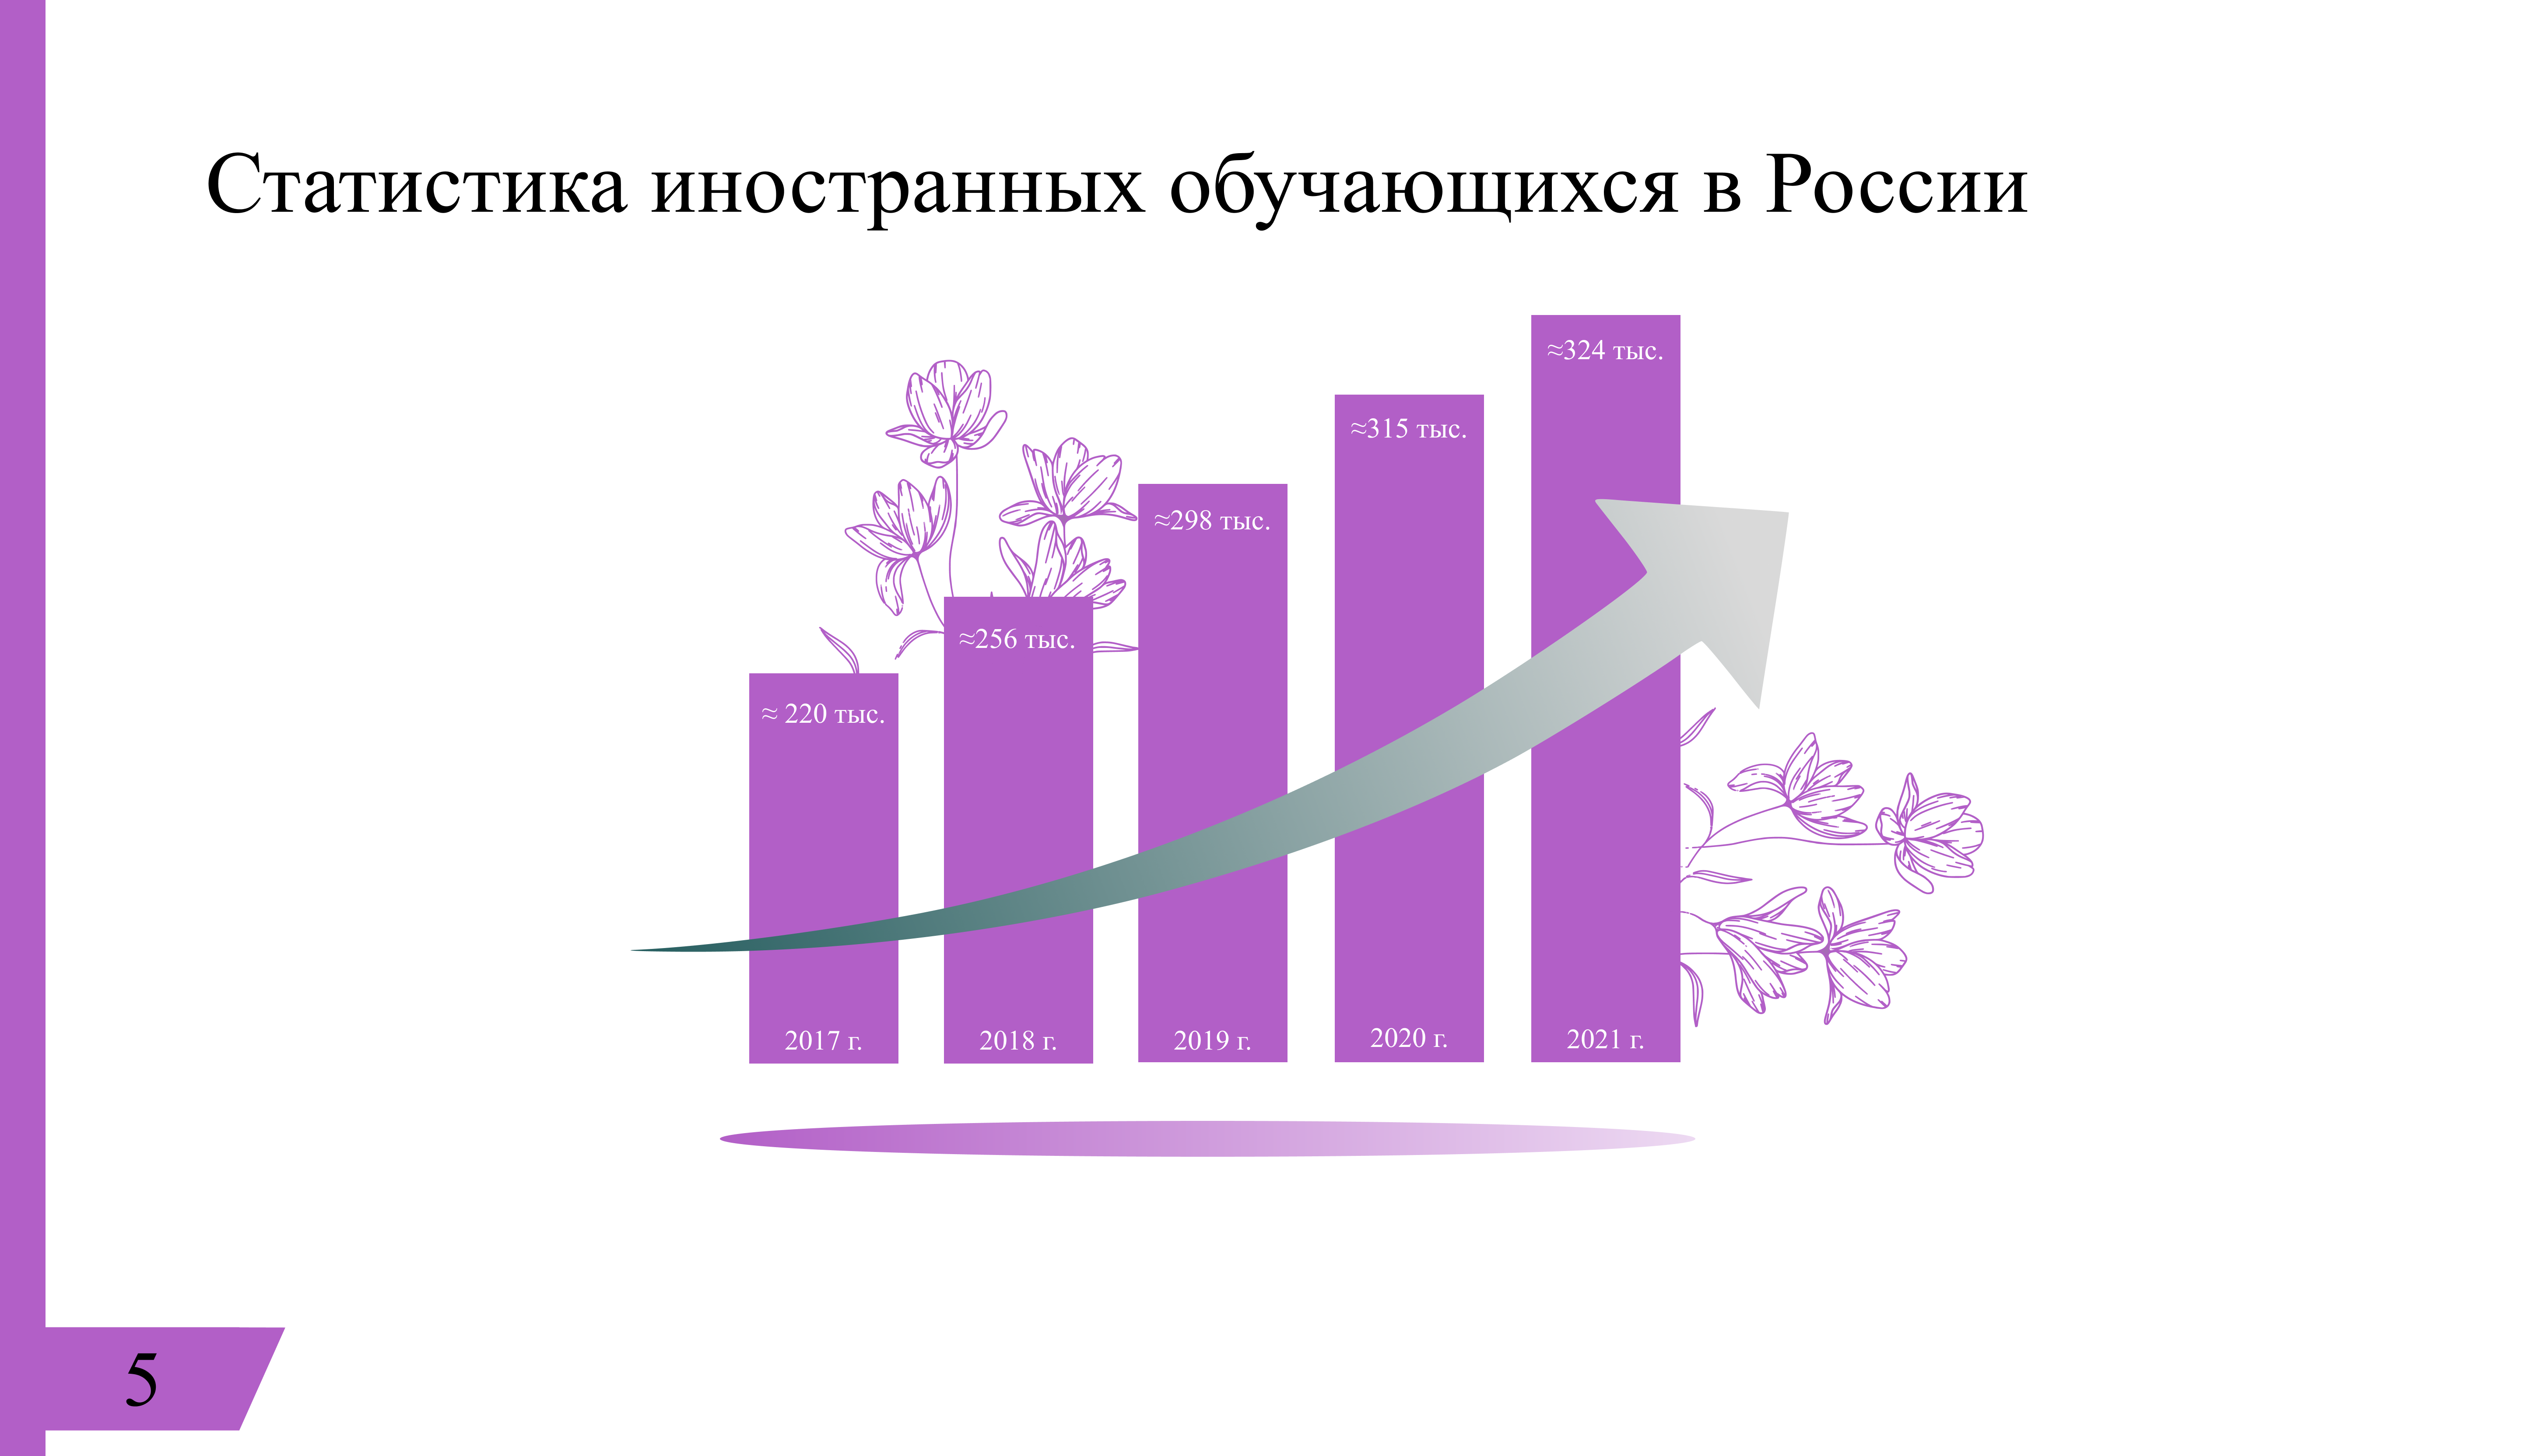 Статистика иностранных обучающихся в России
≈ 220 тыс.
≈256 тыс.
≈298 тыс.
≈315 тыс.
≈324 тыс.
2017 г.
2018 г.
2019 г.
2020 г.
2021 г.
5